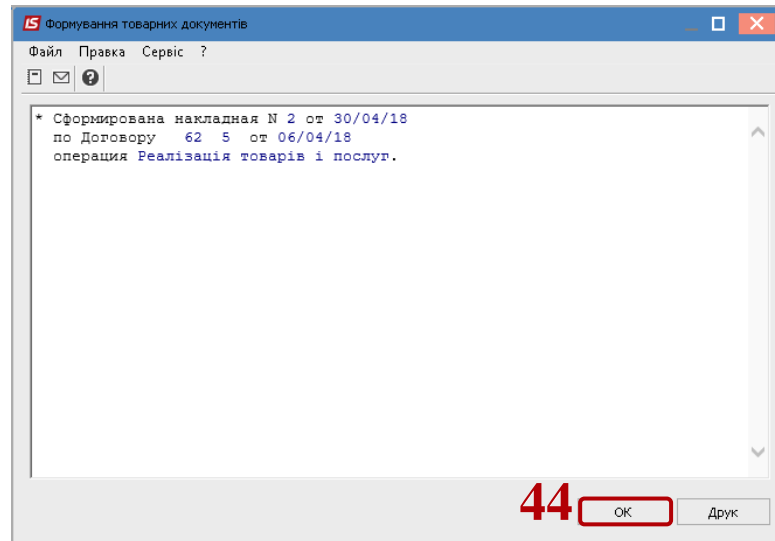 IS Формування товарних документів
Файл Правка Сервіс ?
* Сформирована накладная N 2 от 30/04/18
по Договору 62 5 от 06/04/18
операция Реалізація товарів і послуг.
44 ОК Друк